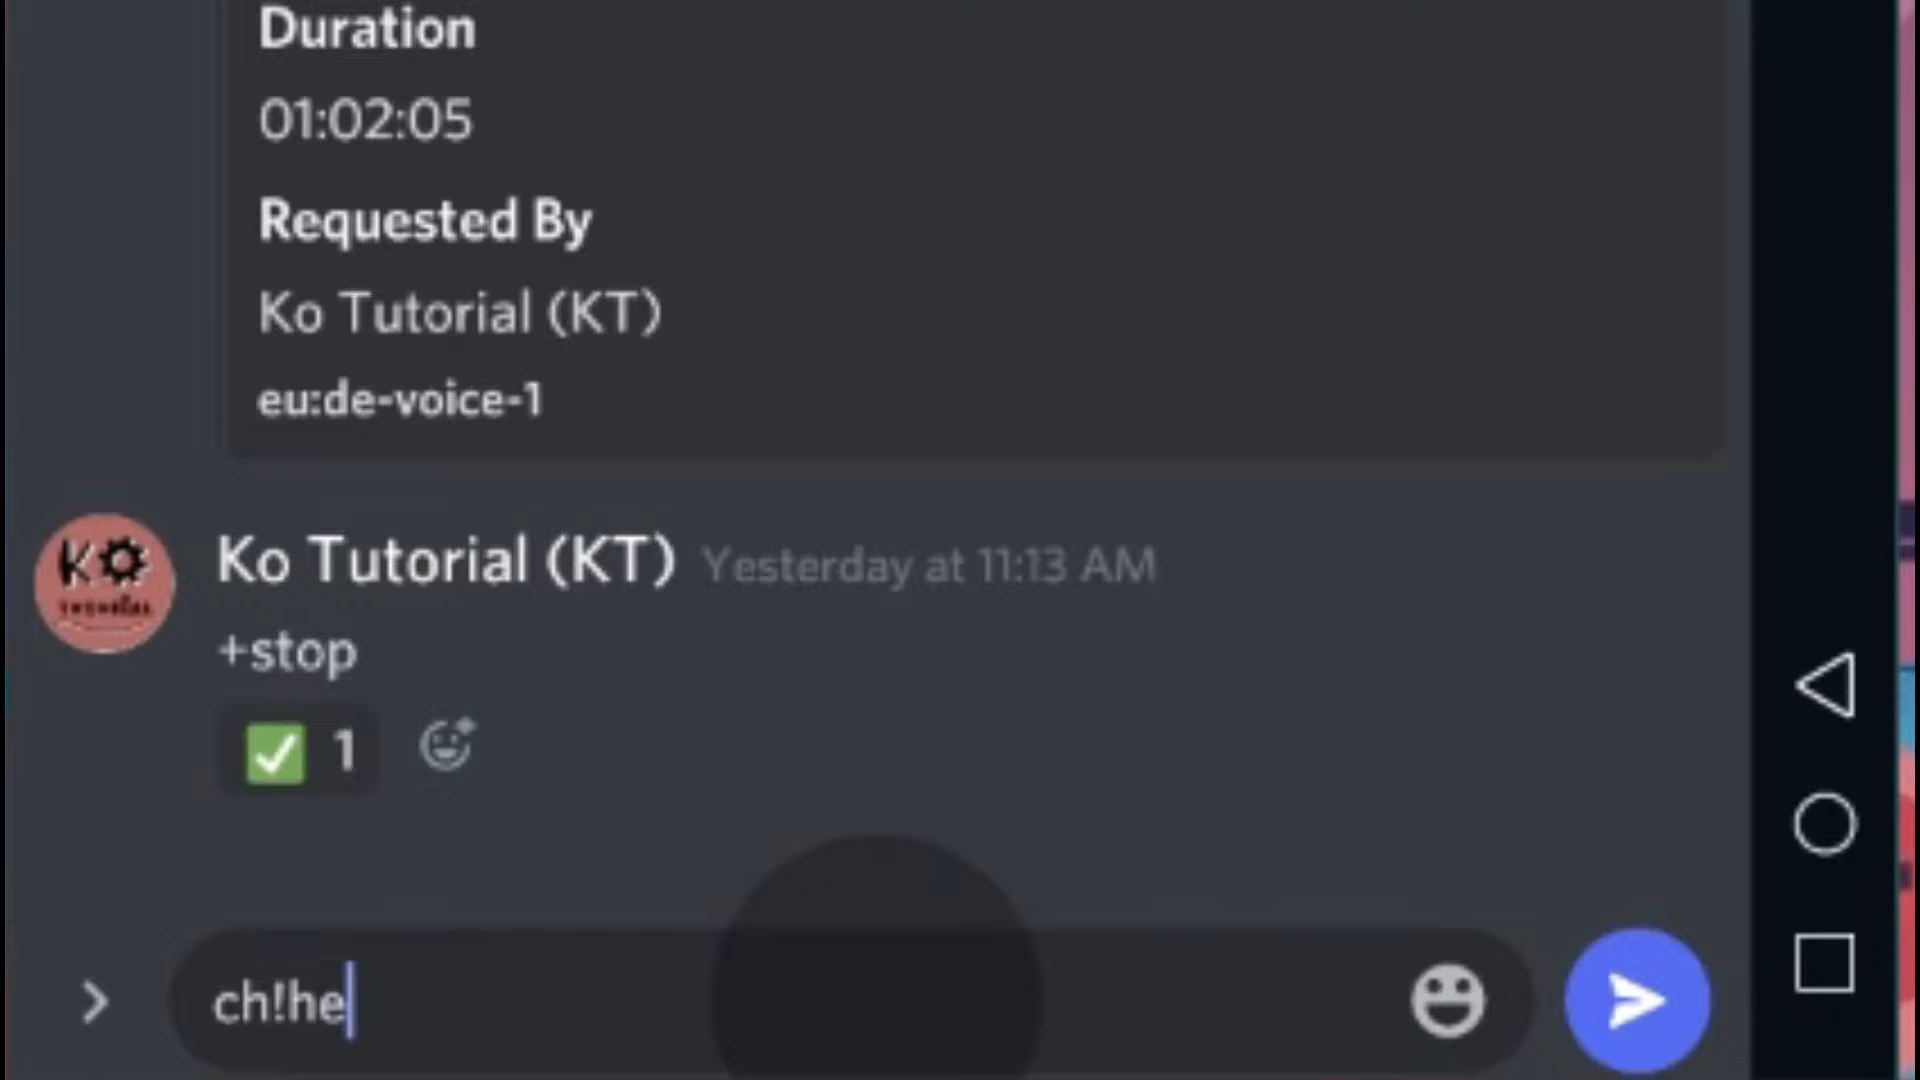 Duration
01:02:05
Requested By
Ko Tutorial (KT)
eu:de-voice-1
KO
Ko Tutorial (KT) Yesterday at 11:13 AM
+stop
1
ch!he